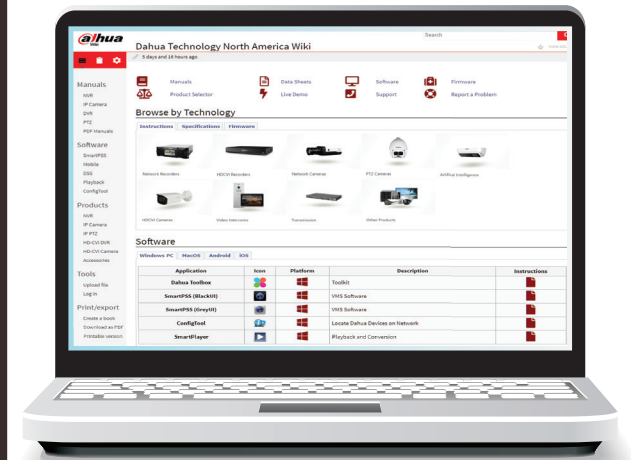 alhua
Wiki
Search
Dahua Technology North America Wiki
5 days and 16 hours ago
Manuals
Data Sheets
Software
Firmware
Product Selector
Live Demo
Support
Report a Problem
Manuals
NVR
IP Camera
DVR
PTZ
PDF Manuals
Software
SmartPSS
Mobile
DSS
Playback
ConfigTool
Products
NVR
IP Camera
IP PTZ
HD-CVI DVR
HD-CVI Camera
Accessories
Tools
Upload file
Log in
Print/export
Create a book
Download as PDF
Printable version
Browse by Technology
Instructions Specifications Firmware
Network Recorders
HDCVI Recorders
Network Cameras
PTZ Cameras
Artificial Intelligence
HDCVI Cameras
Video Intercoms
Transmission
Other Products
Software
Windows PC MacOS Android iOS
Application Icon Platform Description Instructions
Dahua Toolbox Toolkit
SmartPSS (BlackUI) VMS Software
SmartPSS (GreyUI) VMS Software
ConfigTool Locate Dahua Devices on Network
SmartPlayer Playback and Conversion